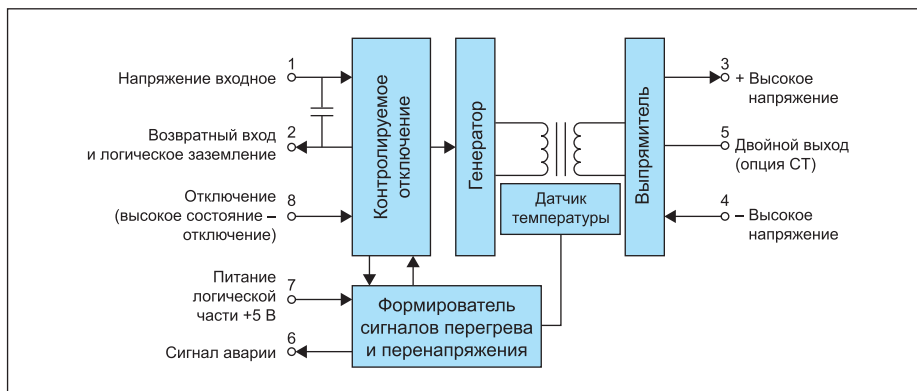 1
Напряжение входное
2
Возвратный вход
и логическое заземление
8
Отключение
(высокое состояние –
отключение)
7
Питание
логической
части +5 В
6
Сигнал аварии
Контролируемое
отключение
Генератор
Датчик
температуры
Выпрямитель
Формирователь
сигналов перегрева
и перенапряжения
3
+ Высокое
напряжение
5
Двойной выход
(опция СТ)
4
– Высокое
напряжение